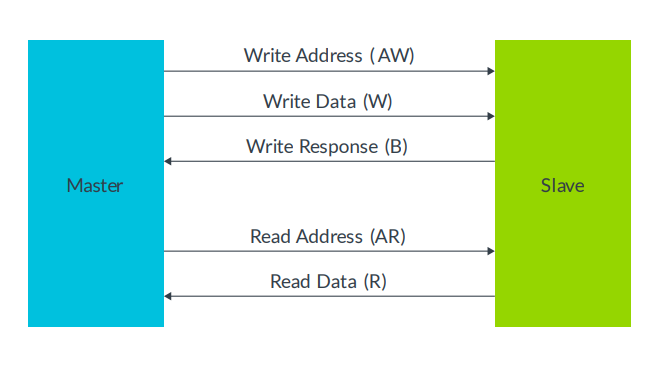 Write Address (AW)
Write Data (W)
Write Response (B)
Master
Slave
Read Address (AR)
Read Data (R)